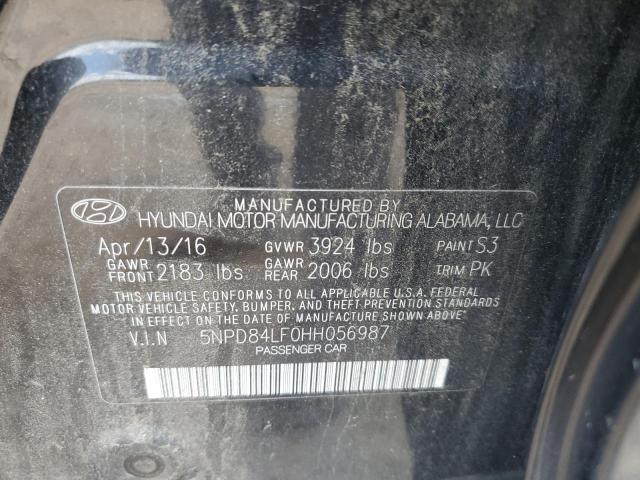 MANUFACTURED BY
HYUNDAI MOTOR MANUFACTURING ALABAMA, LLC
Apr/13/16 GVWR 3924 lbs PAINT S3
GAWR FRONT 2183 lbs GAWR REAR 2006 lbs TRIM PK
THIS VEHICLE CONFORMS TO ALL APPLICABLE U.S.A. FEDERAL
MOTOR VEHICLE SAFETY, BUMPER, AND THEFT PREVENTION STANDARDS
IN EFFECT ON THE DATE OF MANUFACTURE SHOWN ABOVE"
V.I.N 5NPD84LF0HH056987
PASSENGER CAR